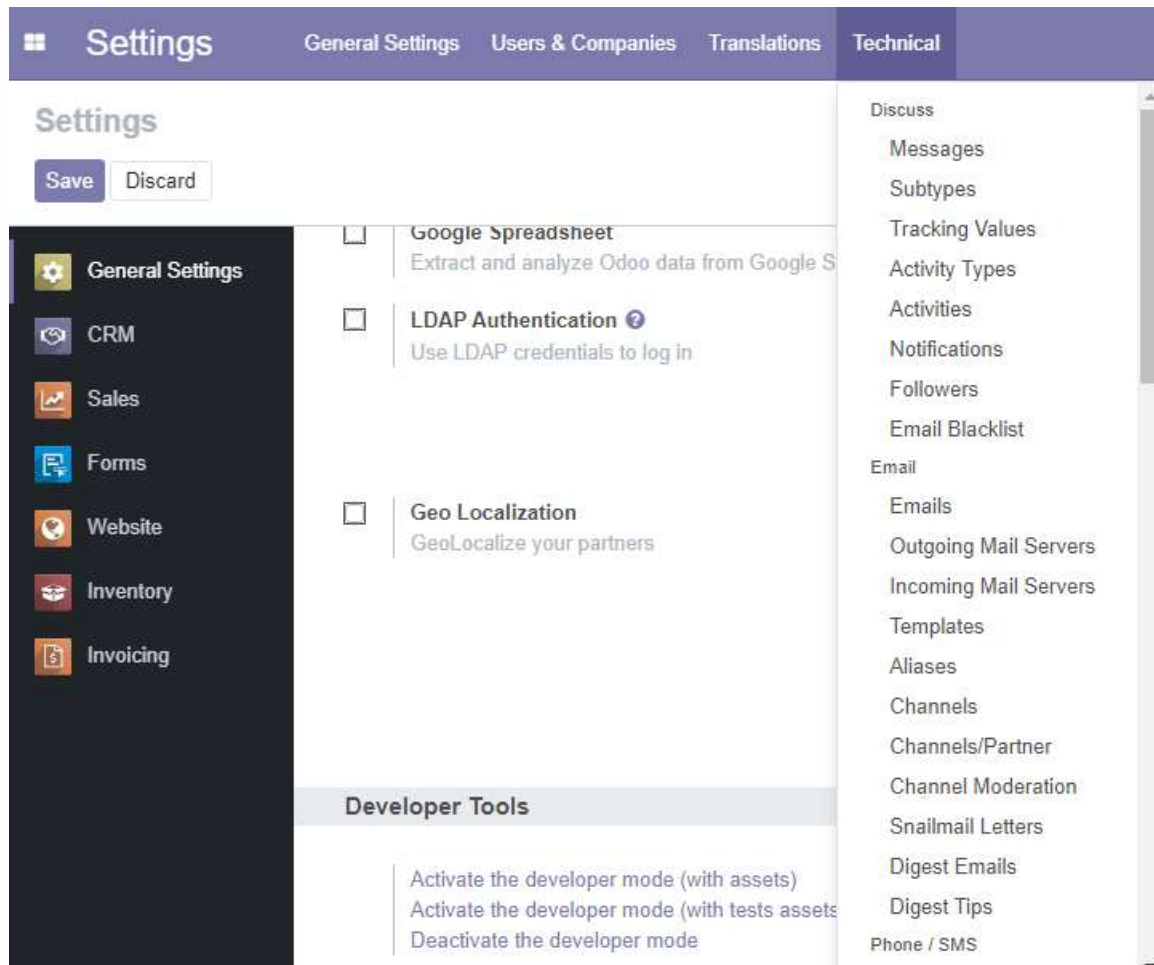 Settings
General Settings
Users & Companies
Translations
Technical
Settings
Save
Discard
General Settings
CRM
Sales
Forms
Website
Inventory
Invoicing
Google Spreadsheet
Extract and analyze Odoo data from Google S
LDAP Authentication ?
Use LDAP credentials to log in
Geo Localization
GeoLocalize your partners
Developer Tools
Activate the developer mode (with assets)
Activate the developer mode (with tests assets
Deactivate the developer mode
Discuss
Messages
Subtypes
Tracking Values
Activity Types
Activities
Notifications
Followers
Email Blacklist
Email
Emails
Outgoing Mail Servers
Incoming Mail Servers
Templates
Aliases
Channels
Channels/Partner
Channel Moderation
Snailmail Letters
Digest Emails
Digest Tips
Phone / SMS